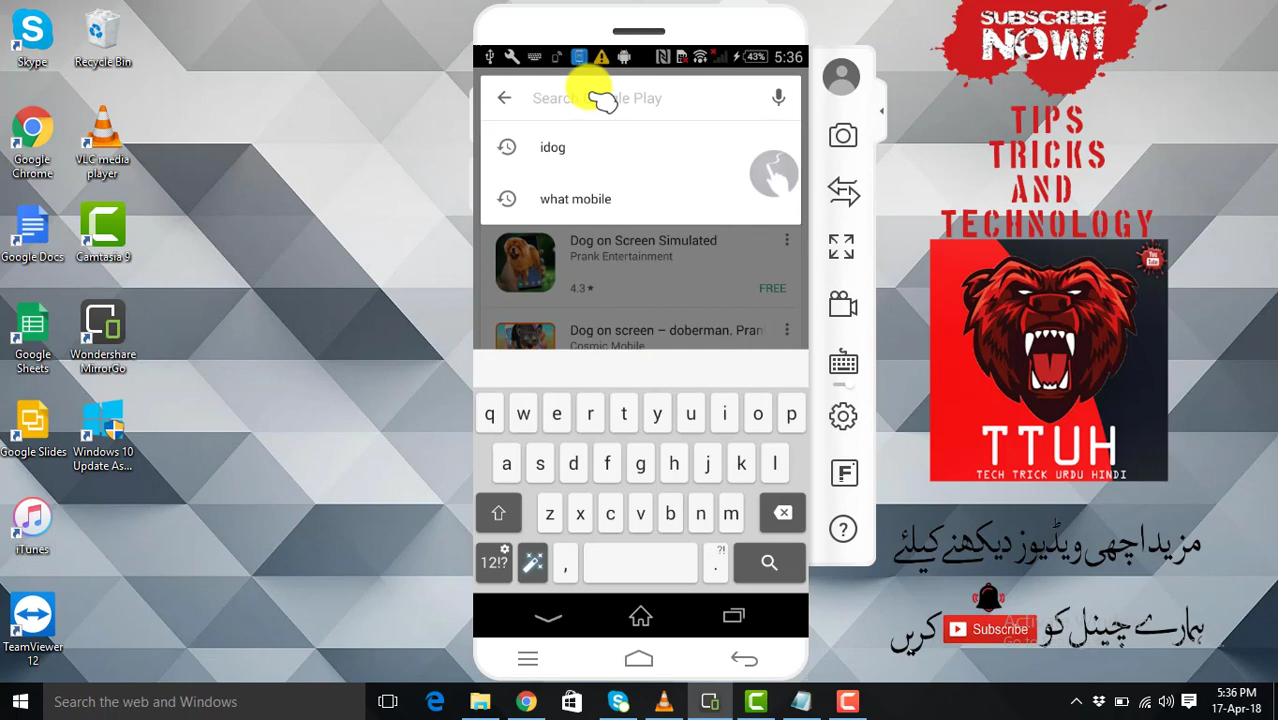 Skype
Recycle Bin
Google
Chrome
VLC media
player
Google Docs
Camtasia 9
Google
Sheets
Wondershare
MirrorGo
Google Slides
Windows 10
Update As...
iTunes
TeamViewer
12
43%
5:36
Search Play
idog
what mobile
Dog on Screen Simulated
Prank Entertainment
4.3★
FREE
Dog on screen – doberman. Pran
Cosmic Mobile
q w e r t y u i o p
a s d f g h j k l
z x c v b n m
12!? , ?! .
SUBSCRIBE
NOW!
TIPS
TRICKS
AND
TECHNOLOGY
You
Tube
TTUH
TECH TRICK URDU HINDI
مزید اچھی ویڈیوز دیکھنے کیلئے
ہمارے چینل کو Subscribe کریں
Search the web and Windows
5:36 PM
17-Apr-18